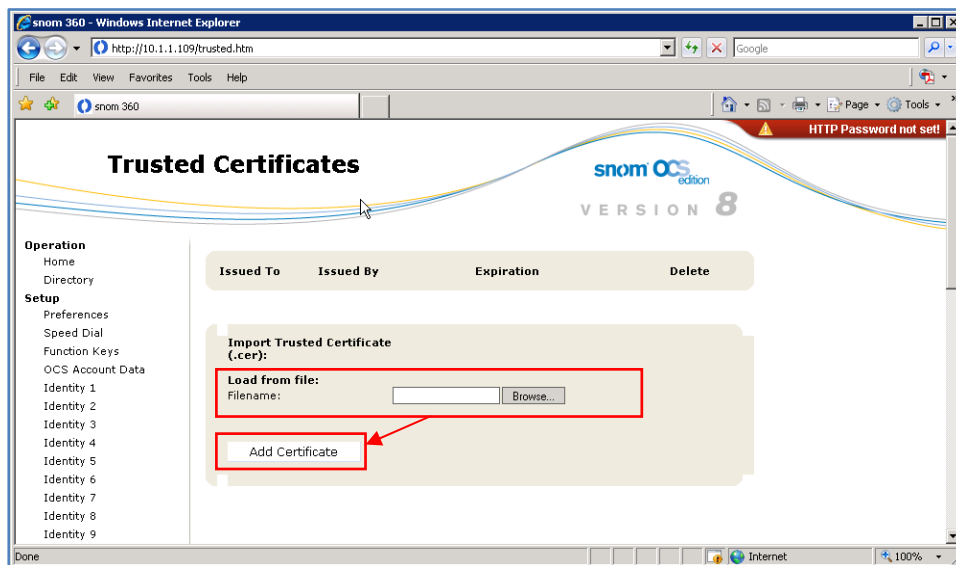 snom 360 - Windows Internet Explorer
http://10.1.1.109/trusted.htm
Google
File Edit View Favorites Tools Help
snom 360
Page Tools
HTTP Password not set!
Trusted Certificates
snom OCS
edition
VERSION 8
Operation
Home
Directory
Setup
Preferences
Speed Dial
Function Keys
OCS Account Data
Identity 1
Identity 2
Identity 3
Identity 4
Identity 5
Identity 6
Identity 7
Identity 8
Identity 9
Issued To Issued By Expiration Delete
Import Trusted Certificate
(.cer):
Load from file:
Filename:
Browse...
Add Certificate
Done
Internet
100%